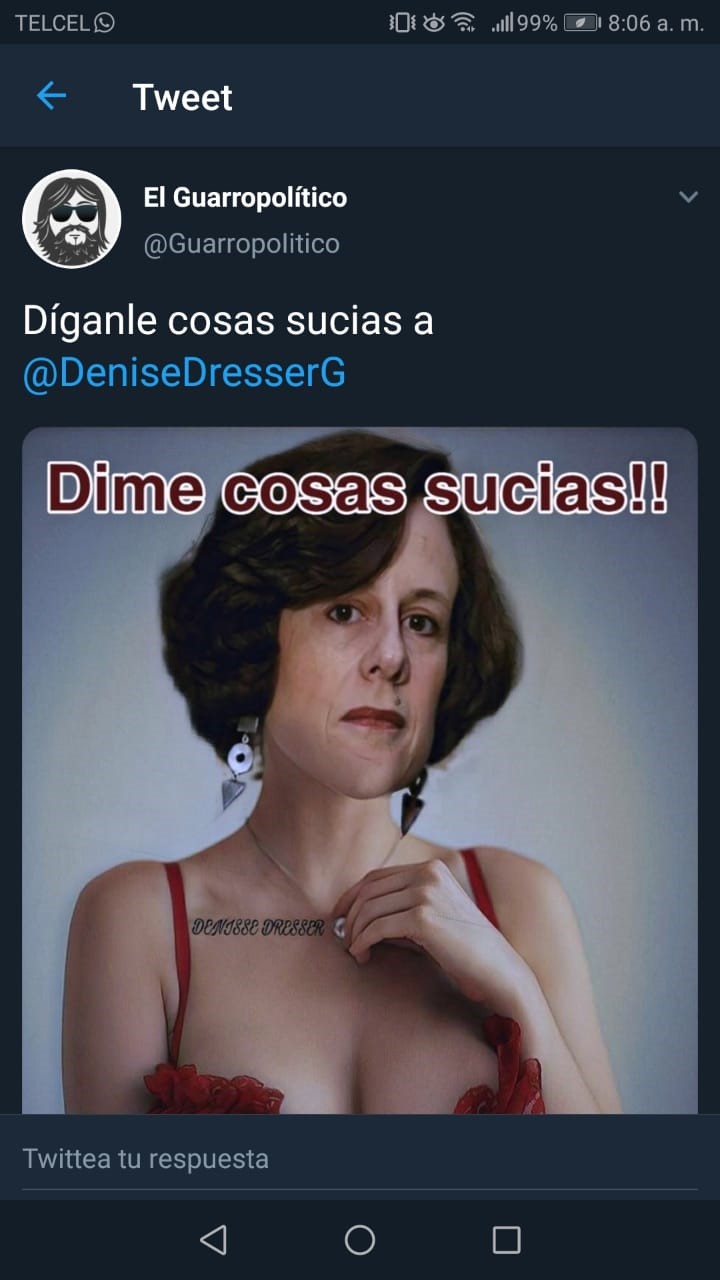 TELCEL 99% 8:06 a. m.
Tweet
El Guarropolítico
@Guarropolitico
Díganle cosas sucias a
@DeniseDresserG
Dime cosas sucias!!
DENISSE DRESSER
Twittea tu respuesta